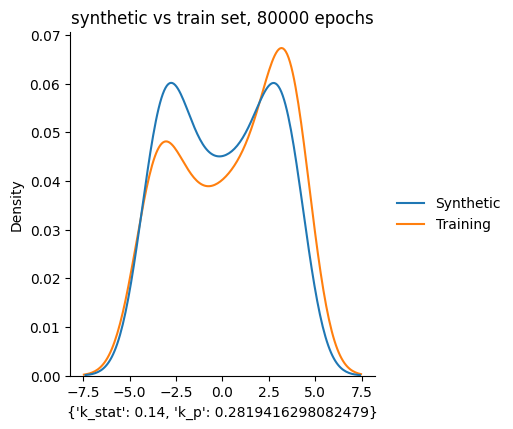 synthetic vs train set, 80000 epochs
0.07
0.06
0.05
0.04
0.03
0.02
0.01
0.00
Density
−7.5 −5.0 −2.5 0.0 2.5 5.0 7.5
{'k_stat': 0.14, 'k_p': 0.2819416298082479}
Synthetic
Training